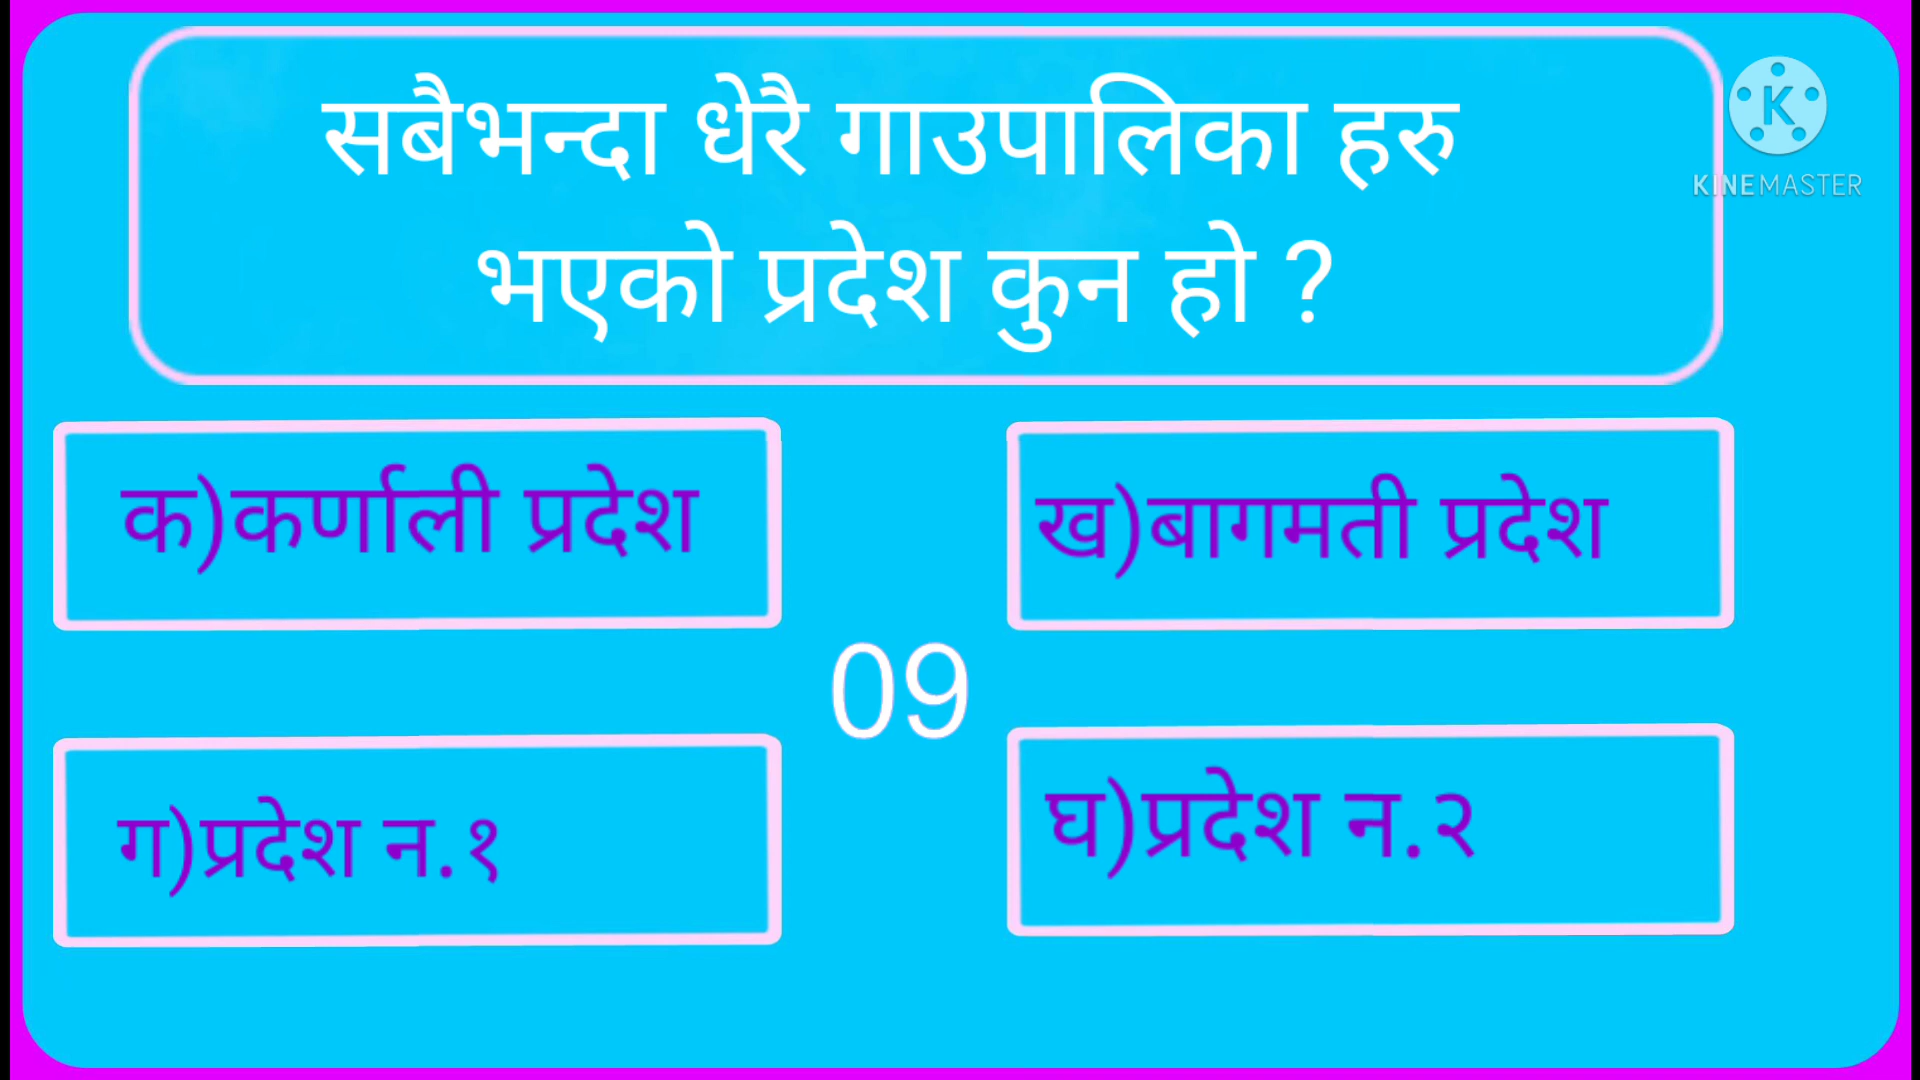 सबैभन्दा धेरै गाउपालिका हरु
भएको प्रदेश कुन हो ?
KINEMASTER
क)कर्णाली प्रदेश
ख)बागमती प्रदेश
09
ग)प्रदेश न.१
घ)प्रदेश न.२